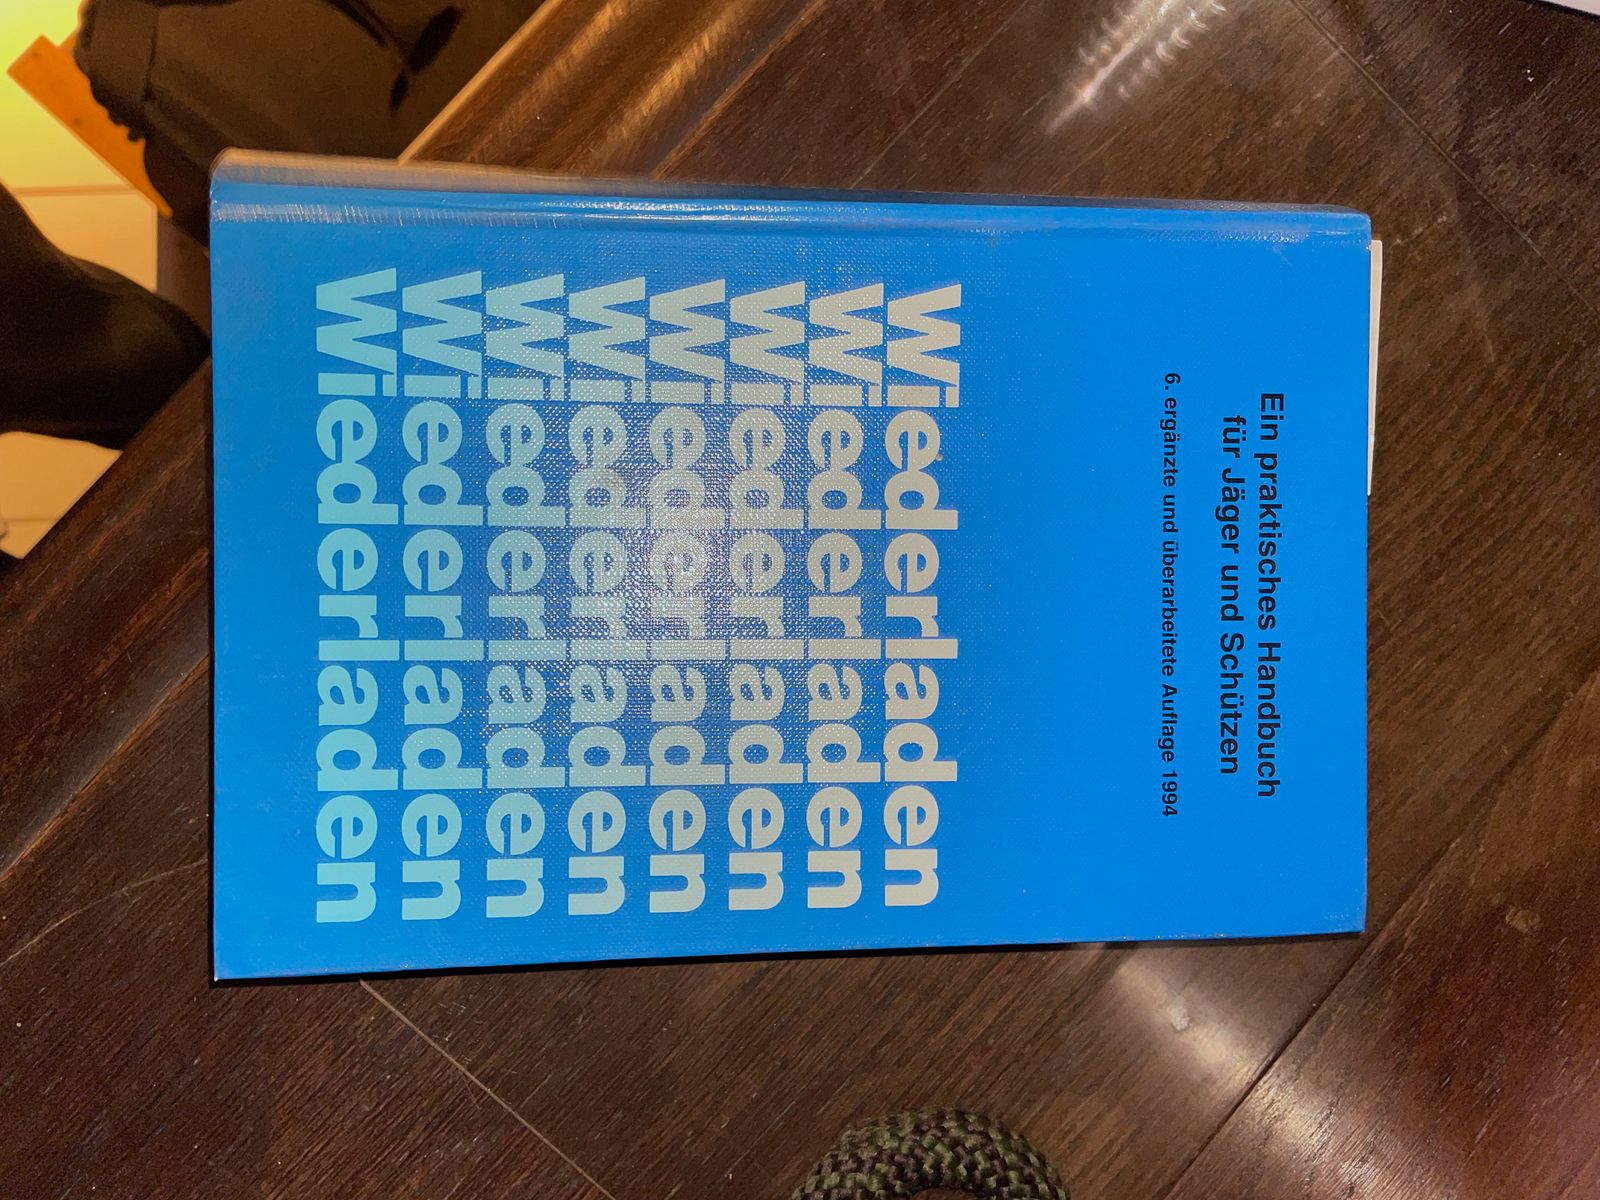 Ein praktisches Handbuch
für Jäger und Schützen
6. ergänzte und überarbeitete Auflage 1994
Wiederladen
Wiederladen
Wiederladen
Wiederladen
Wiederladen
Wiederladen
Wiederladen
Wiederladen